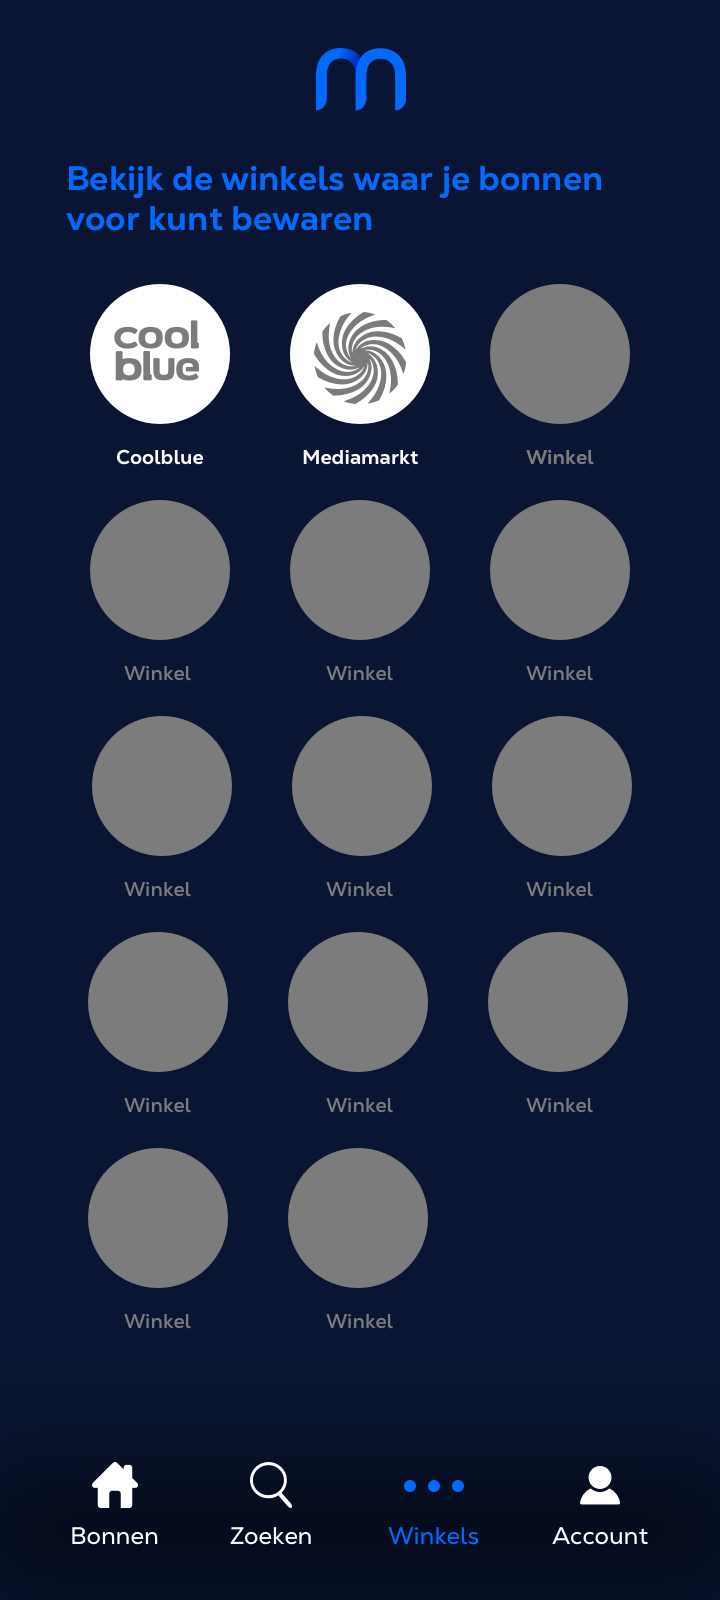 m
Bekijk de winkels waar je bonnen
voor kunt bewaren
cool
blue
Coolblue
Mediamarkt
Winkel
Winkel
Winkel
Winkel
Winkel
Winkel
Winkel
Winkel
Winkel
Winkel
Winkel
Winkel
Bonnen
Zoeken
Winkels
Account